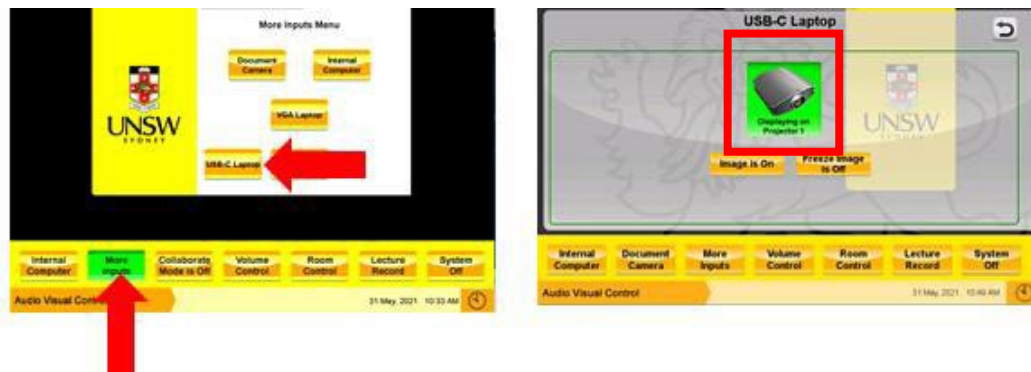 More Inputs Menu
Document
Camera
Internal
Computer
VGA Laptop
USB-C Laptop
UNSW
SYDNEY
Internal
Computer
More
Inputs
Collaborate
Mode is Off
Volume
Control
Room
Control
Lecture
Record
System
Off
Audio Visual
31 May, 2021 10:33 AM
USB-C Laptop
Displaying on
Projector 1
UNSW
Image is On
Freeze Image
is Off
Internal
Computer
Document
Camera
More
Inputs
Volume
Control
Room
Control
Lecture
Record
System
Off
Audio Visual Control
31 May, 2021 10:49 AM